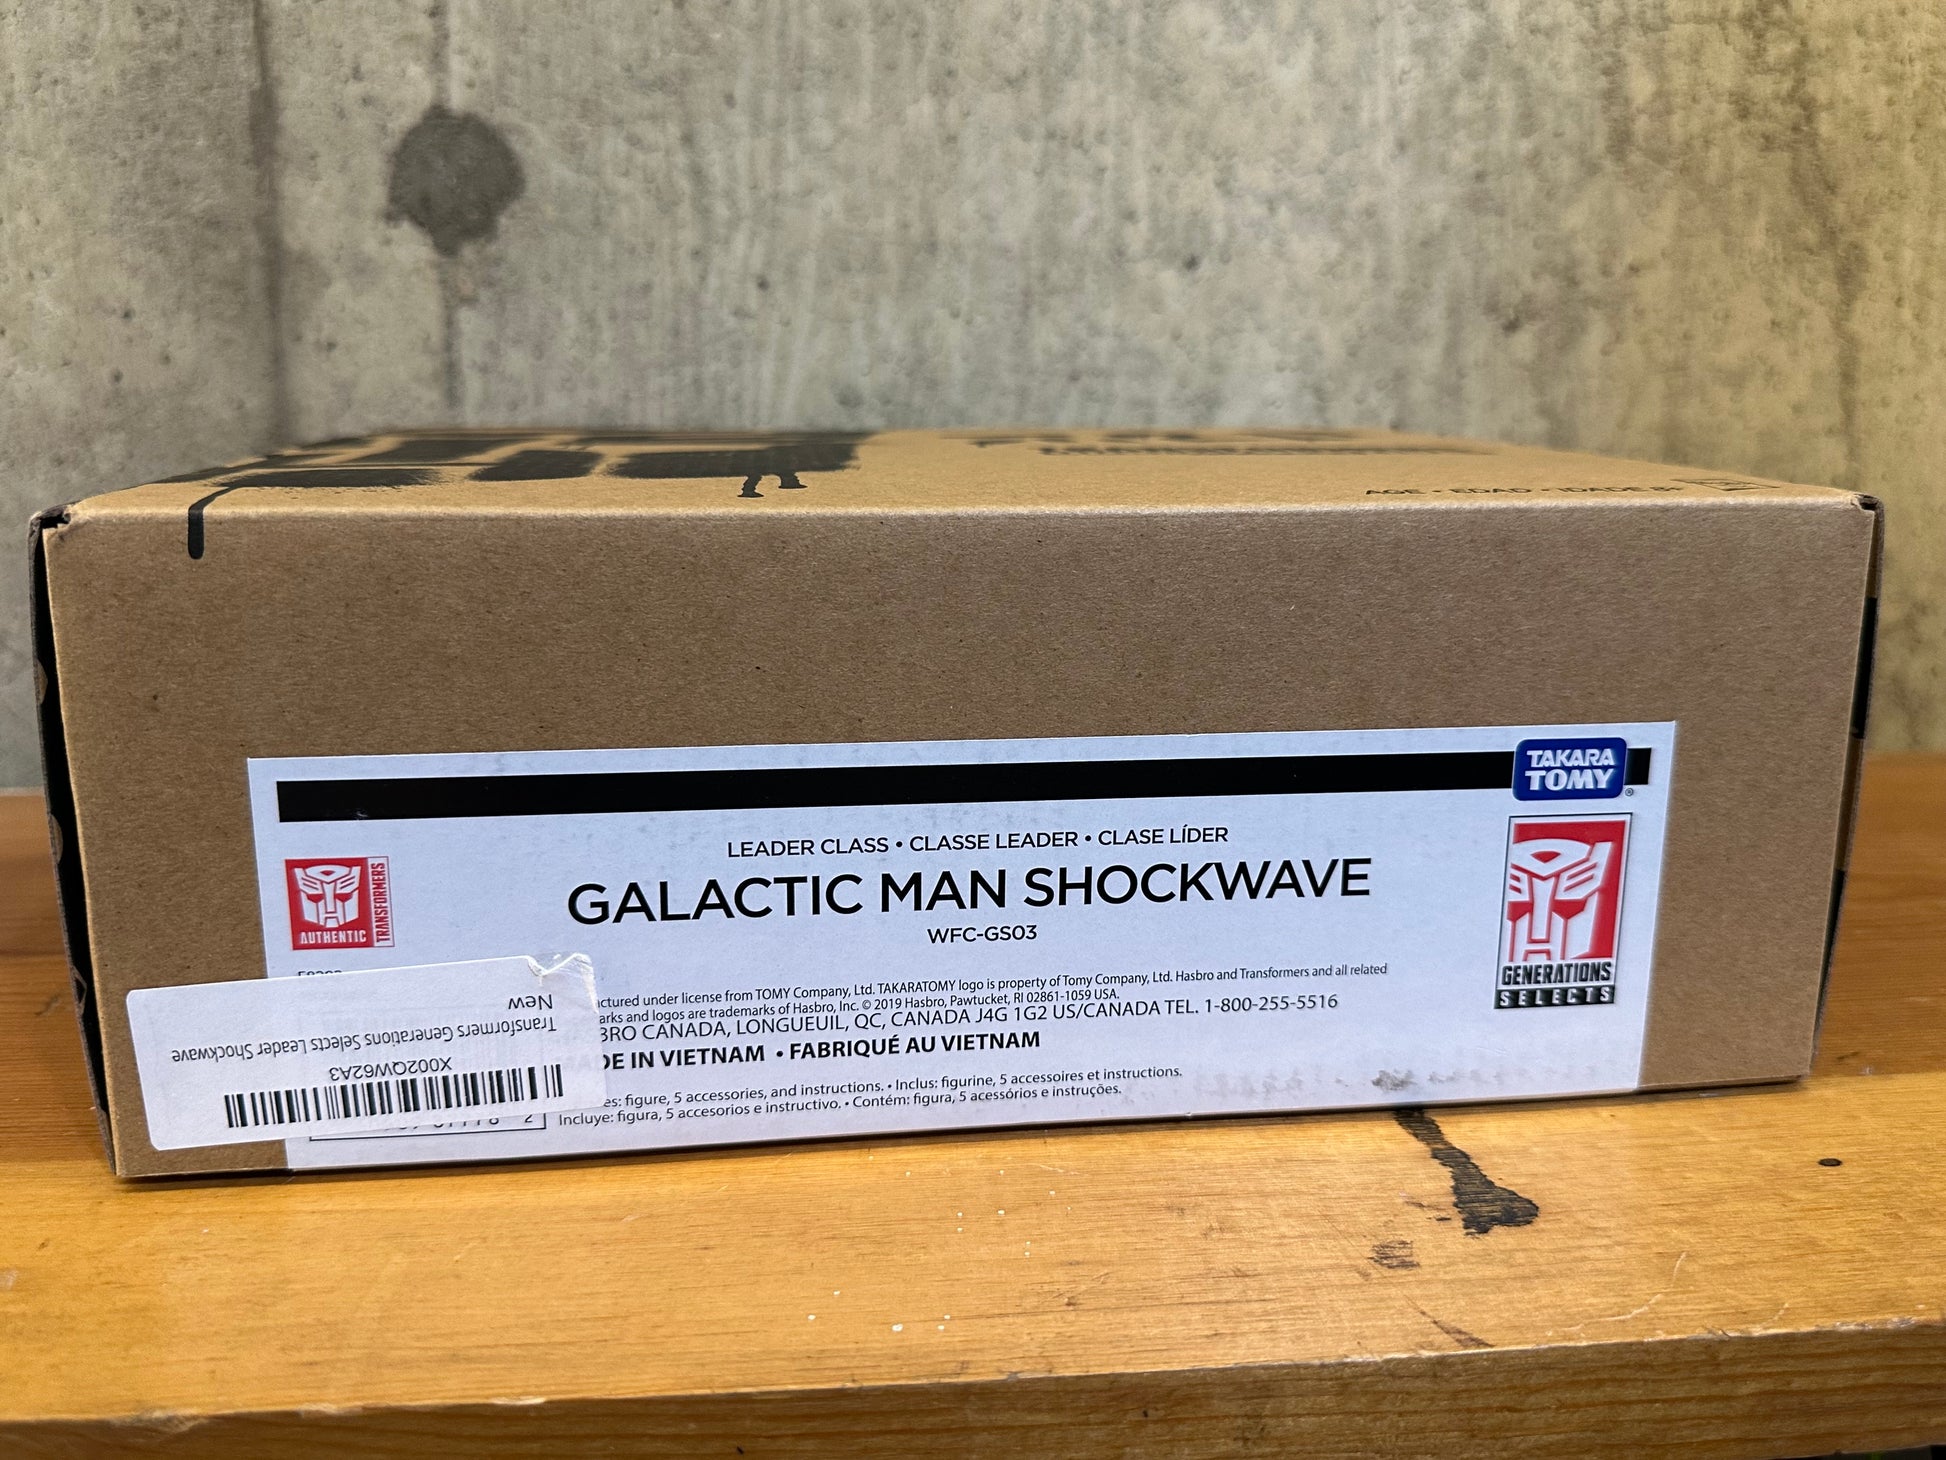 AGE • EDAD • IDADE 8+
TAKARA
TOMY
®
LEADER CLASS • CLASSE LEADER • CLASE LÍDER
GALACTIC MAN SHOCKWAVE
WFC-GS03
AUTHENTIC
TRANSFORMERS
GENERATIONS
SELECTS
ctured under license from TOMY Company, Ltd. TAKARATOMY logo is property of Tomy Company, Ltd. Hasbro and Transformers and all related
arks and logos are trademarks of Hasbro, Inc. © 2019 Hasbro, Pawtucket, RI 02861-1059 USA.
BRO CANADA, LONGUEUIL, QC, CANADA J4G 1G2 US/CANADA TEL. 1-800-255-5516
DE IN VIETNAM • FABRIQUÉ AU VIETNAM
es: figure, 5 accessories, and instructions. • Inclus: figurine, 5 accessoires et instructions.
Incluye: figura, 5 accesorios e instructivo. • Contém: figura, 5 acessórios e instruções.
X002QW62A3
Transformers Generations Selects Leader Shockwave
New